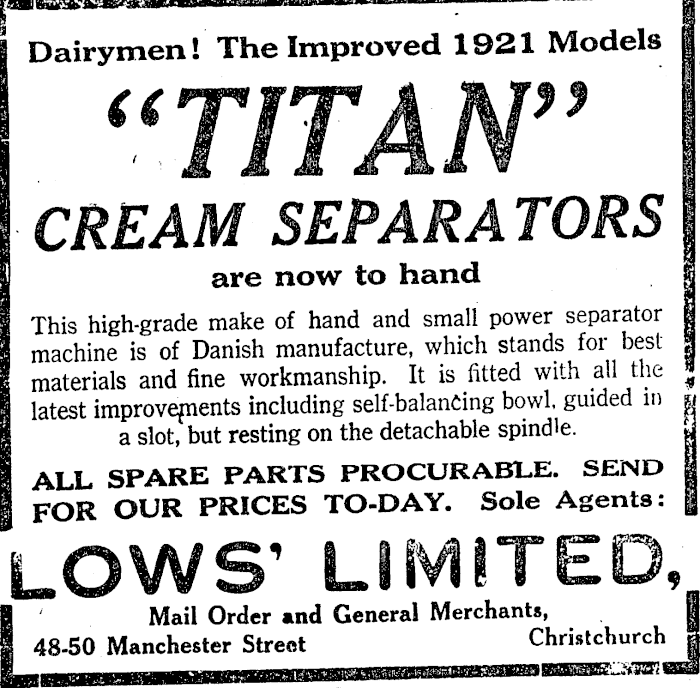 Dairymen! The Improved 1921 Models
"TITAN"
CREAM SEPARATORS
are now to hand
This high-grade make of hand and small power separator
machine is of Danish manufacture, which stands for best
materials and fine workmanship. It is fitted with all the
latest improvements including self-balancing bowl, guided in
a slot, but resting on the detachable spindle.
ALL SPARE PARTS PROCURABLE. SEND
FOR OUR PRICES TO-DAY. Sole Agents:
LOWS' LIMITED,
Mail Order and General Merchants,
48-50 Manchester Street Christchurch